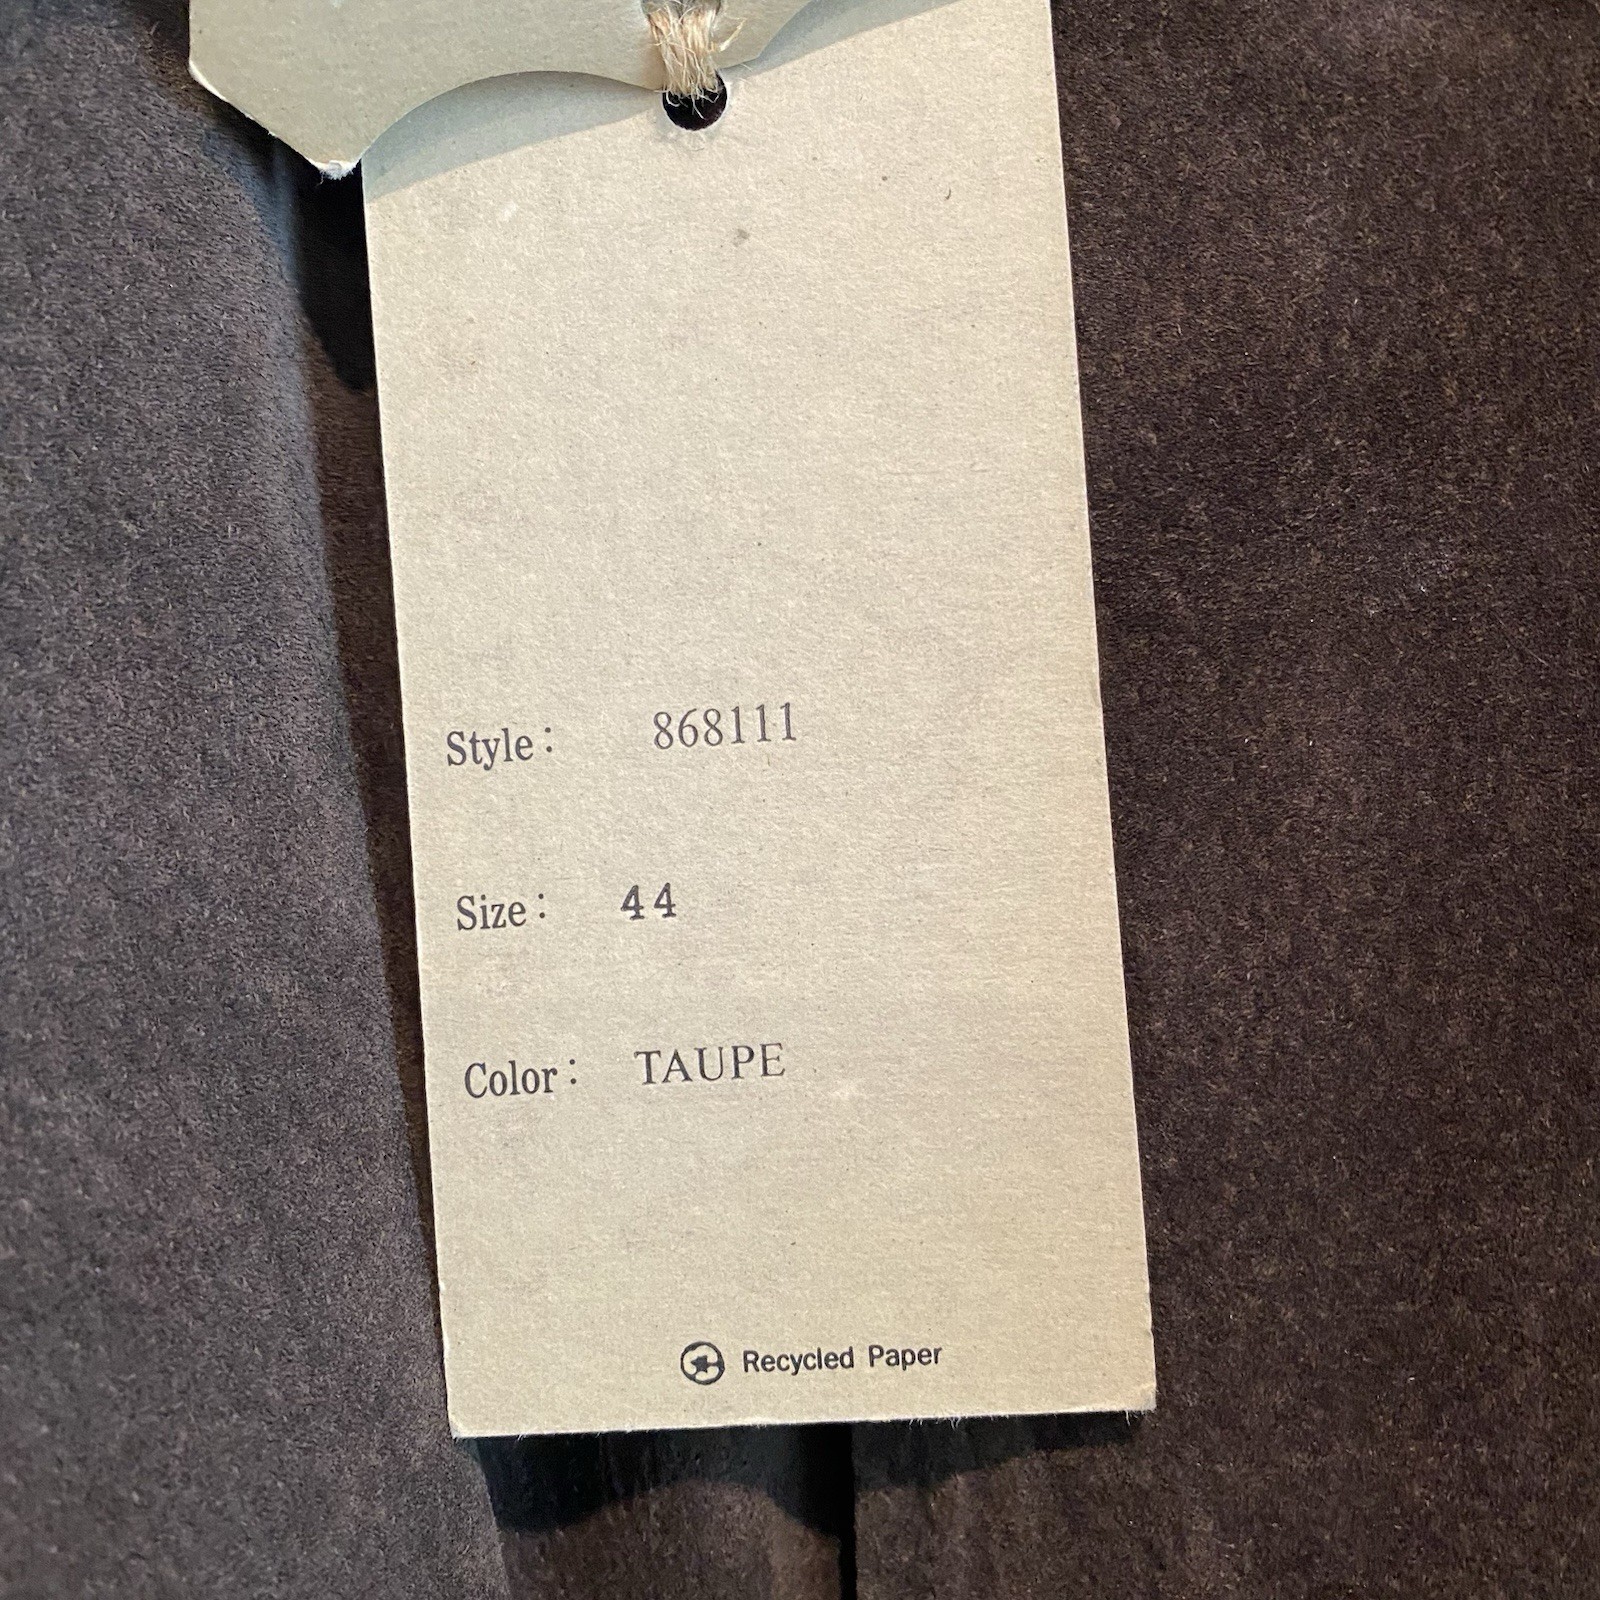 Style: 868111
Size: 44
Color: TAUPE
Recycled Paper